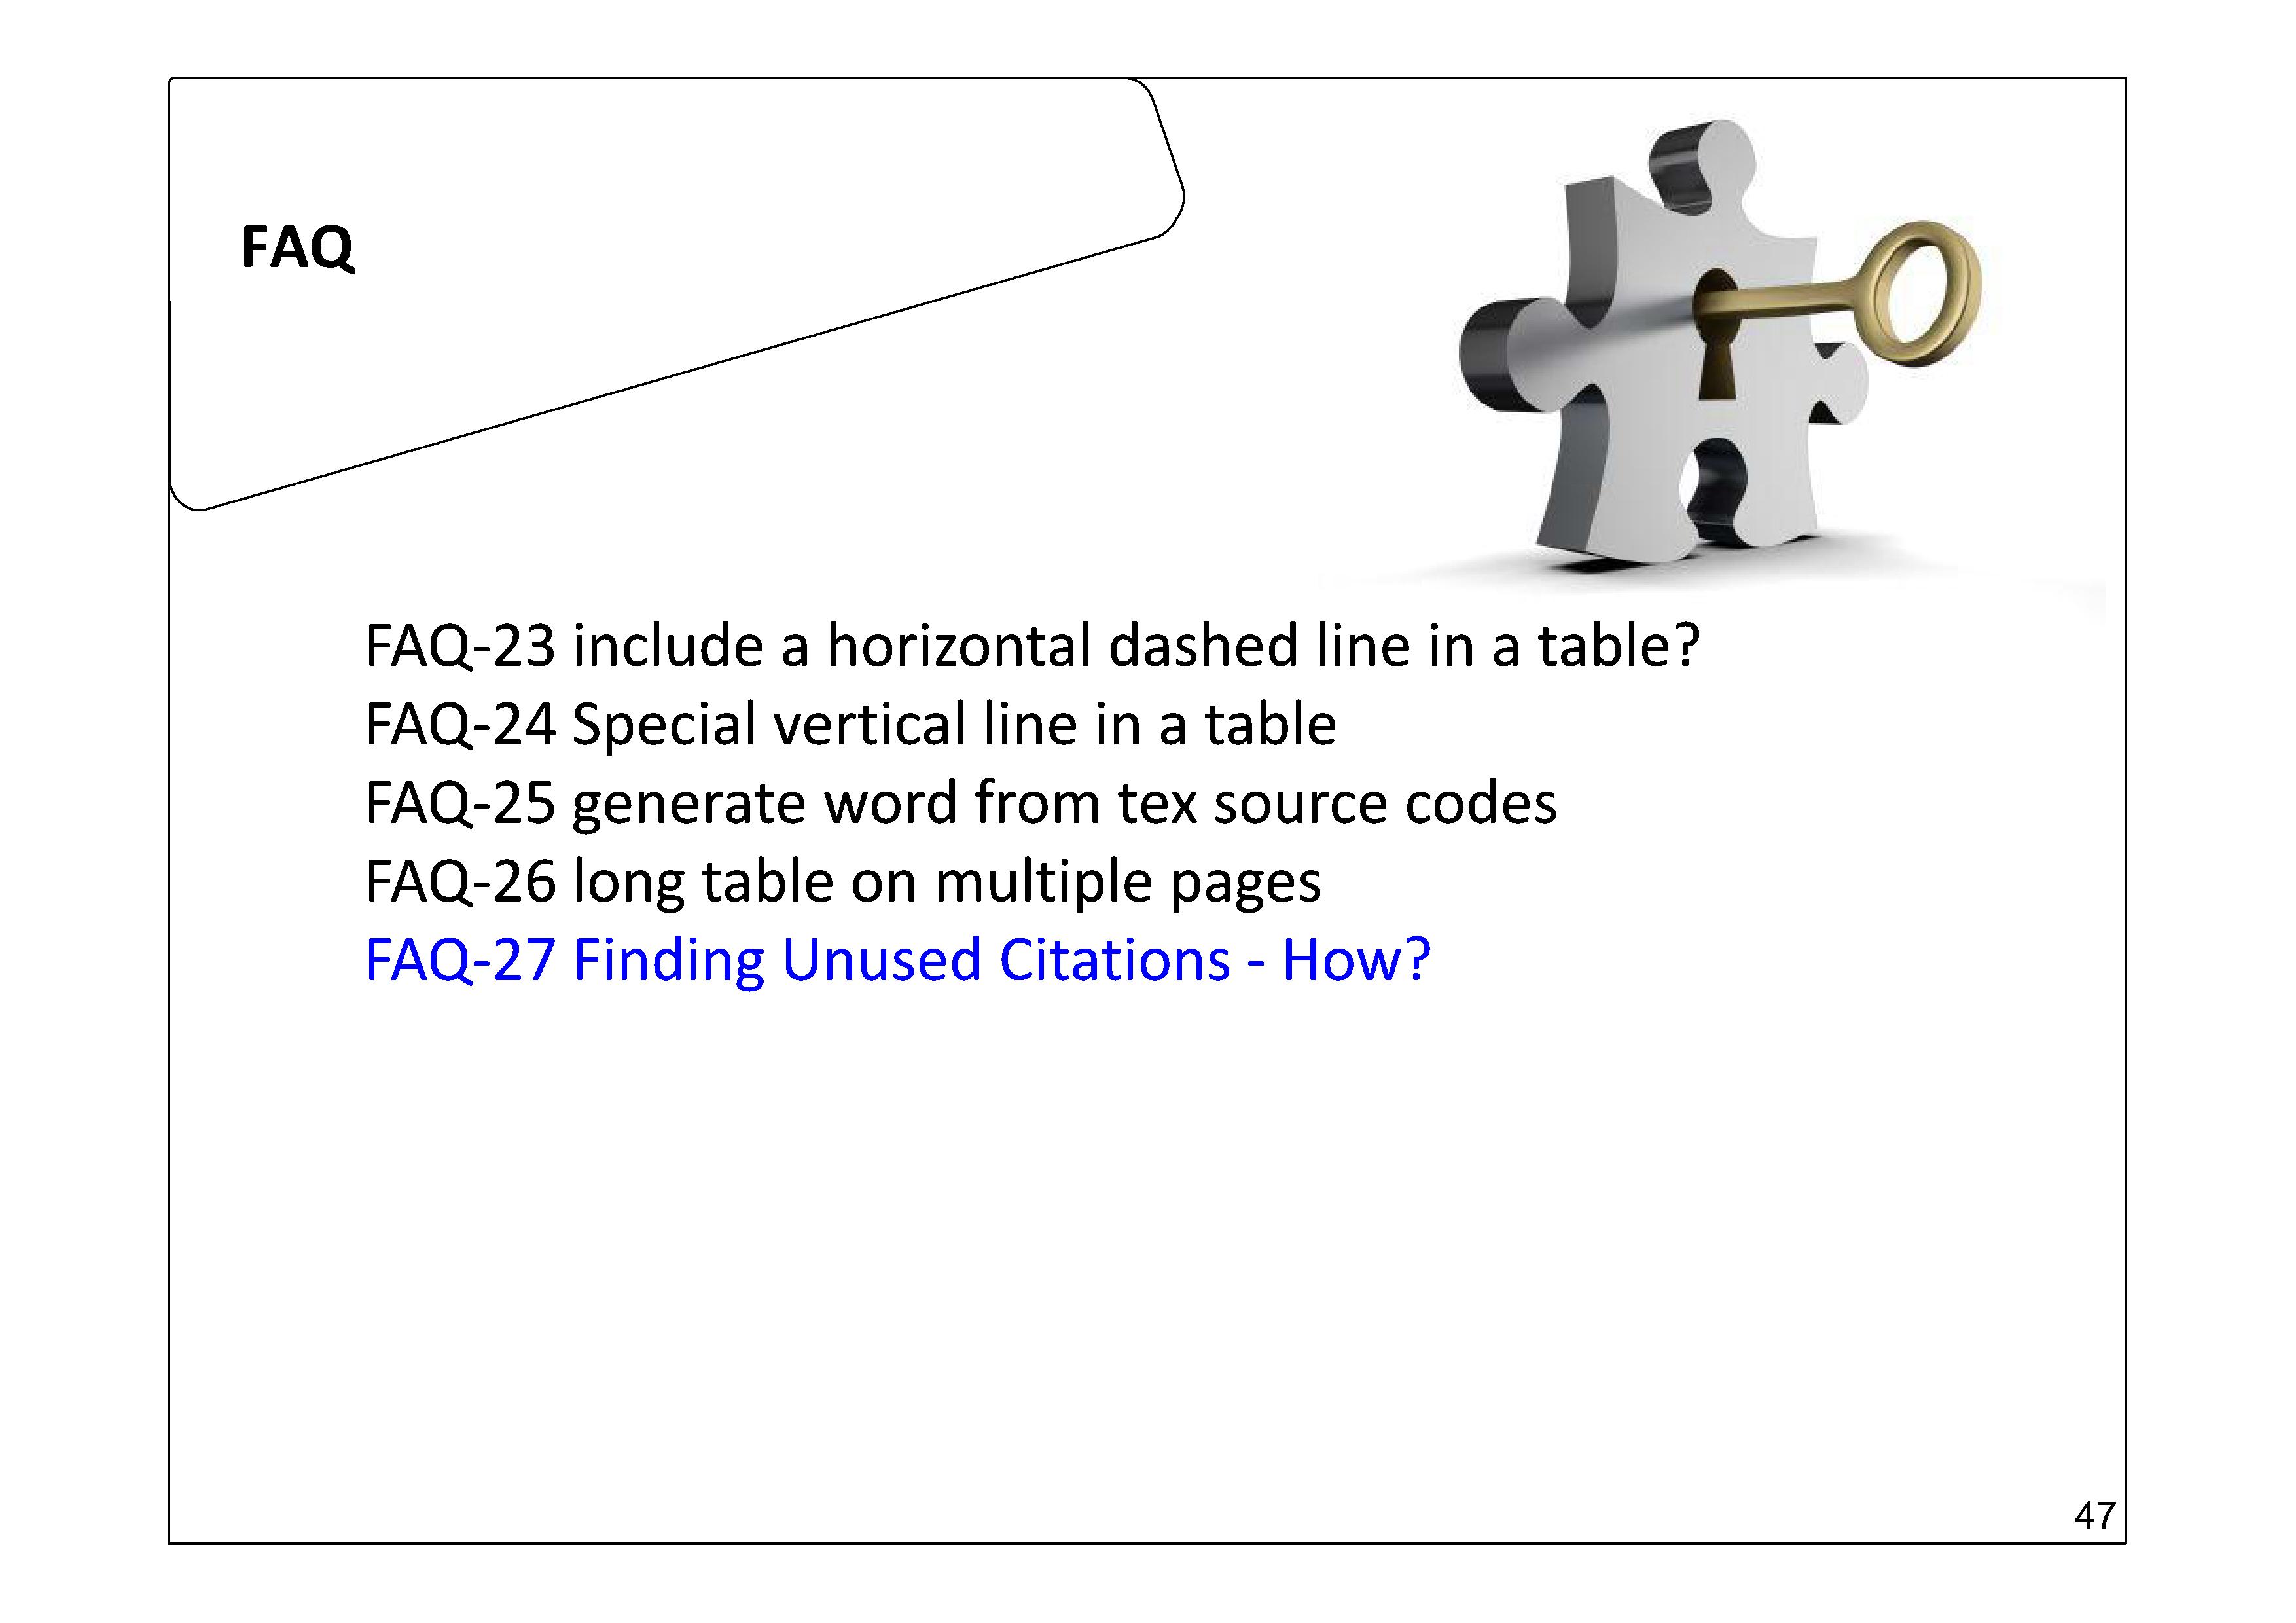 FAQ
FAQ-23 include a horizontal dashed line in a table?
FAQ-24 Special vertical line in a table
FAQ-25 generate word from tex source codes
FAQ-26 long table on multiple pages
FAQ-27 Finding Unused Citations - How?
47